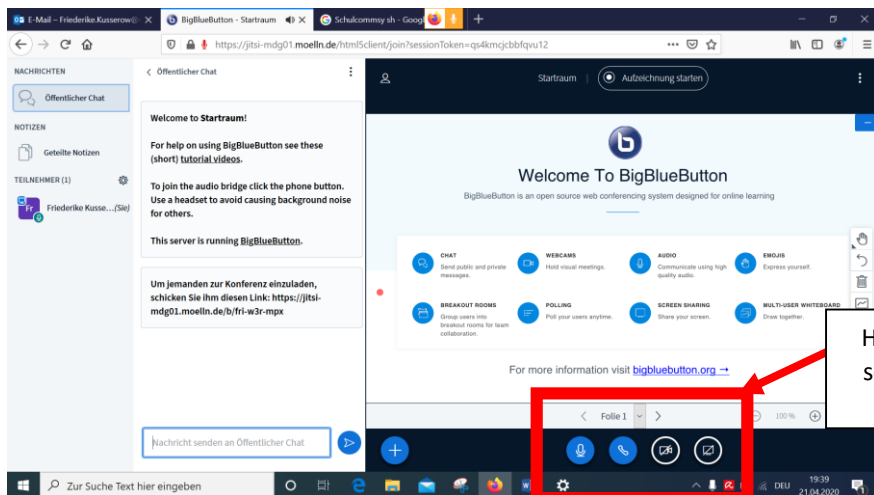 E-Mail – Friederike.Kusserow@
BigBlueButton - Startraum
Schulcommsy sh - Goog
https://jitsi-mdg01.moelln.de/html5client/join?sessionToken=qs4kmcjcbbfqvu12
NACHRICHTEN
Öffentlicher Chat
NOTIZEN
Geteilte Notizen
TEILNEHMER (1)
Fr
Friederike Kusse... (Sie)
Öffentlicher Chat
Welcome to Startraum!
For help on using BigBlueButton see these
(short) tutorial videos.
To join the audio bridge click the phone button.
Use a headset to avoid causing background noise
for others.
This server is running BigBlueButton.
Um jemanden zur Konferenz einzuladen,
schicken Sie ihm diesen Link: https://jitsi-
mdg01.moelln.de/b/fri-w3r-mpx
Nachricht senden an Öffentlicher Chat
Startraum
Aufzeichnung starten
b
Welcome To BigBlueButton
BigBlueButton is an open source web conferencing system designed for online learning
CHAT
Send public and private
messages.
WEBCAMS
Hold visual meetings.
AUDIO
Communicate using high
quality audio.
EMOJIS
Express yourself.
BREAKOUT ROOMS
Group users into
breakout rooms for team
collaboration.
POLLING
Poll your users anytime.
SCREEN SHARING
Share your screen.
MULTI-USER WHITEBOARD
Draw together.
For more information visit bigbluebutton.org →
H
s
Folie 1
100%
Zur Suche Text hier eingeben
DEU
19:39
21.04.2020